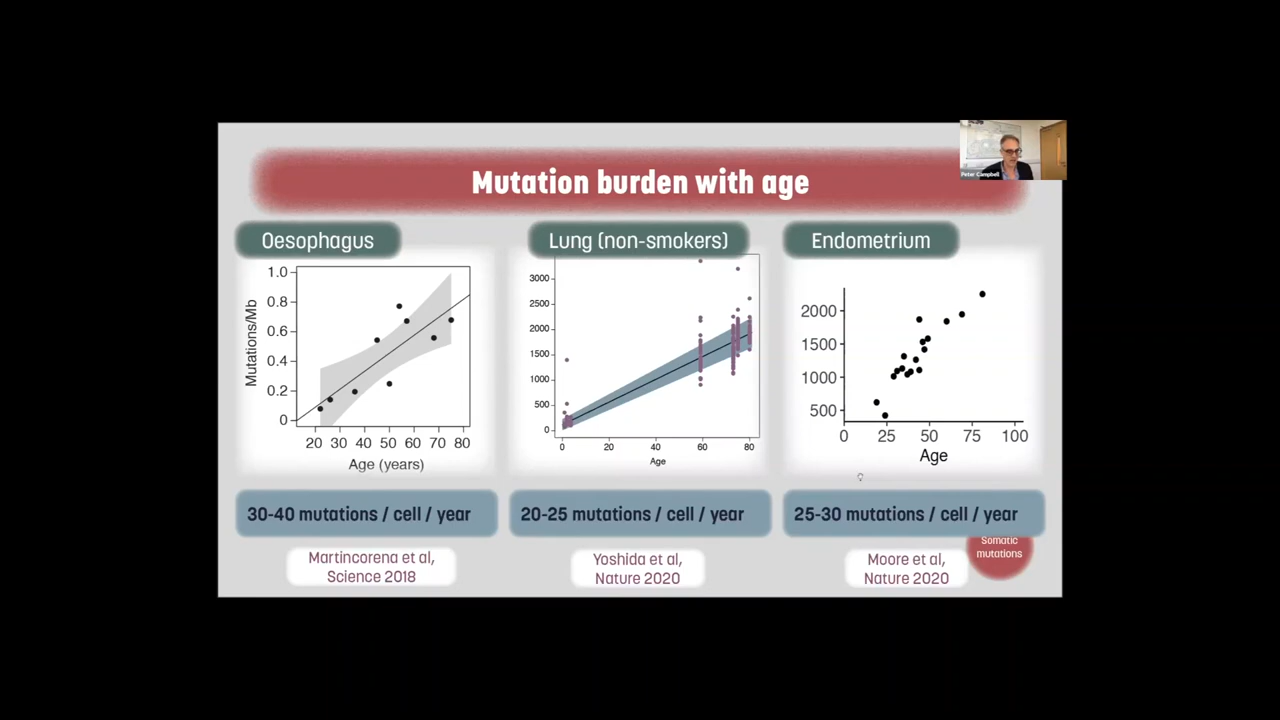 Peter Campbell
Mutation burden with age
Oesophagus
Lung (non-smokers)
Endometrium
Mutations/Mb
1.0
0.8
0.6
0.4
0.2
0
20 30 40 50 60 70 80
Age (years)
3000
2500
2000
1500
1000
500
0
0 20 40 60 80
Age
2000
1500
1000
500
0 25 50 75 100
Age
30-40 mutations / cell / year
20-25 mutations / cell / year
25-30 mutations / cell / year
Martincorena et al,
Science 2018
Yoshida et al,
Nature 2020
Moore et al,
Nature 2020
Somatic
mutations